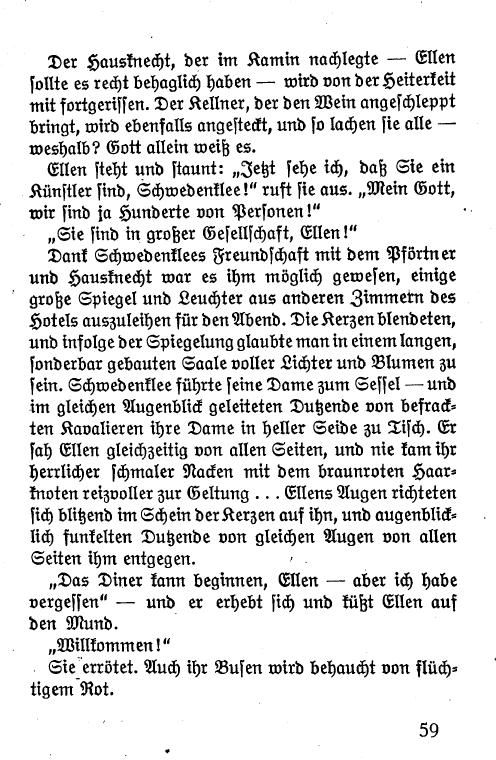 Der Hausknecht, der im Kamin nachlegte — Ellen
sollte es recht behaglich haben — wird von der Heiterkeit
mit fortgerissen. Der Kellner, der den Wein angeschleppt
bringt, wird ebenfalls angesteckt, und so lachen sie alle —
weshalb? Gott allein weiß es.
Ellen steht und staunt: „Jetzt sehe ich, daß Sie ein
Künstler sind, Schwedenklee!“ ruft sie aus. „Mein Gott,
wir sind ja Hunderte von Personen!“
„Sie sind in großer Gesellschaft, Ellen!“
Dank Schwedenklees Freundschaft mit dem Pförtner
und Hausknecht war es ihm möglich gewesen, einige
große Spiegel und Leuchter aus anderen Zimmern des
Hotels auszuleihen für den Abend. Die Kerzen blendeten,
und infolge der Spiegelung glaubte man in einem langen,
sonderbar gebauten Saale voller Lichter und Blumen zu
sein. Schwedenklee führte seine Dame zum Sessel — und
im gleichen Augenblick geleiteten Dutzende von befrack-
ten Kavalieren ihre Dame in heller Seide zu Tisch. Er
sah Ellen gleichzeitig von allen Seiten, und nie kam ihr
herrlicher schmaler Nacken mit dem braunroten Haar-
knoten reizvoller zur Geltung ... Ellens Augen richteten
sich blitzend im Schein der Kerzen auf ihn, und augenblick-
lich funkelten Dutzende von gleichen Augen von allen
Seiten ihm entgegen.
„Das Diner kann beginnen, Ellen — aber ich habe
vergessen“ — und er erhebt sich und küßt Ellen auf
den Mund.
„Willkommen!“
Sie errötet. Auch ihr Busen wird behaucht von flüch-
tigem Rot.
59